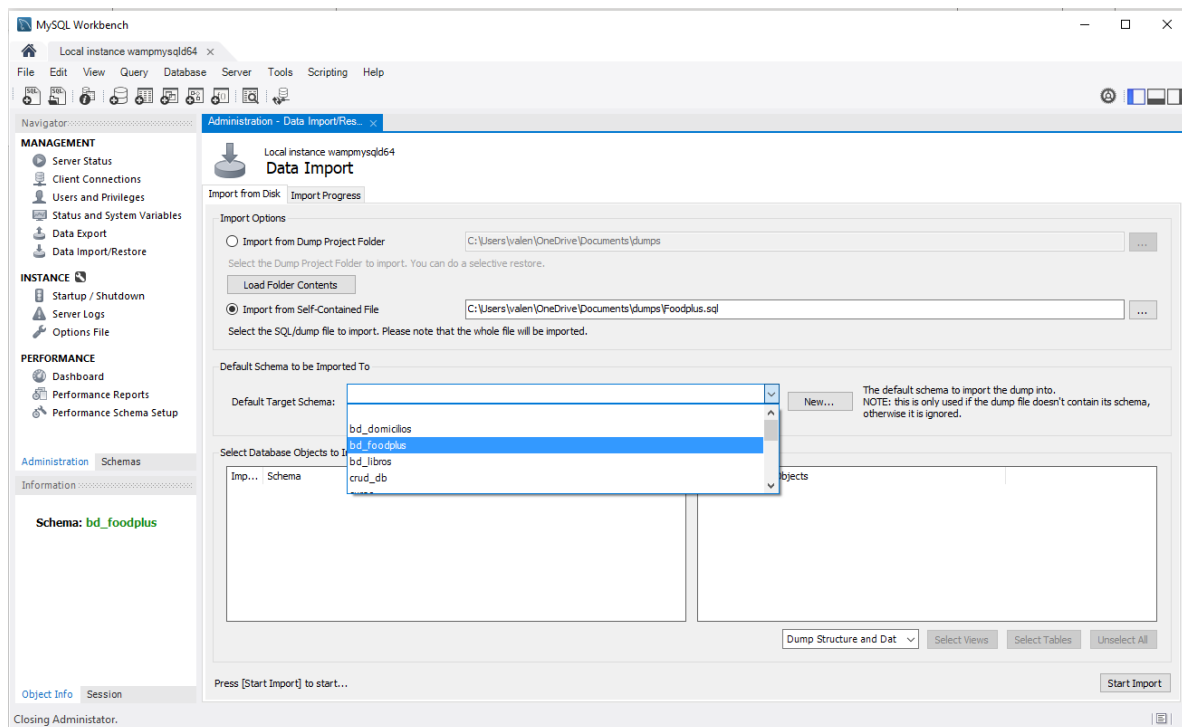 MySQL Workbench
Local instance wampmysqld64
File Edit View Query Database Server Tools Scripting Help
Navigator
MANAGEMENT
Server Status
Client Connections
Users and Privileges
Status and System Variables
Data Export
Data Import/Restore
INSTANCE
Startup / Shutdown
Server Logs
Options File
PERFORMANCE
Dashboard
Performance Reports
Performance Schema Setup
Administration Schemas
Information
Schema: bd_foodplus
Object Info Session
Administration - Data Import/Res...
Local instance wampmysqld64
Data Import
Import from Disk Import Progress
Import Options
Import from Dump Project Folder C:\Users\valen\OneDrive\Documents\dumps ...
Select the Dump Project Folder to import. You can do a selective restore.
Load Folder Contents
Import from Self-Contained File C:\Users\valen\OneDrive\Documents\dumps\Foodplus.sql ...
Select the SQL/dump file to import. Please note that the whole file will be imported.
Default Schema to be Imported To
Default Target Schema: New...
The default schema to import the dump into.
NOTE: this is only used if the dump file doesn't contain its schema,
otherwise it is ignored.
bd_domicilios
bd_foodplus
bd_libros
crud_db
Select Database Objects to I
Imp... Schema bjects
Dump Structure and Dat Select Views Select Tables Unselect All
Press [Start Import] to start... Start Import
Closing Administator.